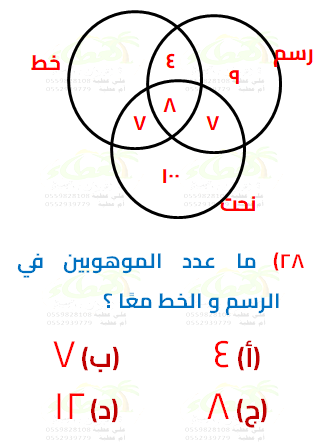 خط
رسم
٤
٩
٨
٧
٧
١٠٠
نحت
٢٨) ما عدد الموهوبين في
الرسم و الخط معًا ؟
(أ) ٤
(ب) ٧
(ج) ٨
(د) ١٢